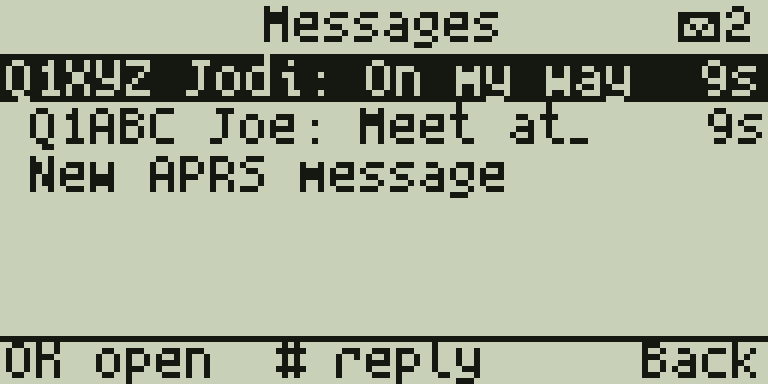 Messages 2
Q1XYZ Jodi: On my way 9s
Q1ABC Joe: Meet at_ 9s
New APRS message
OK open # reply Back